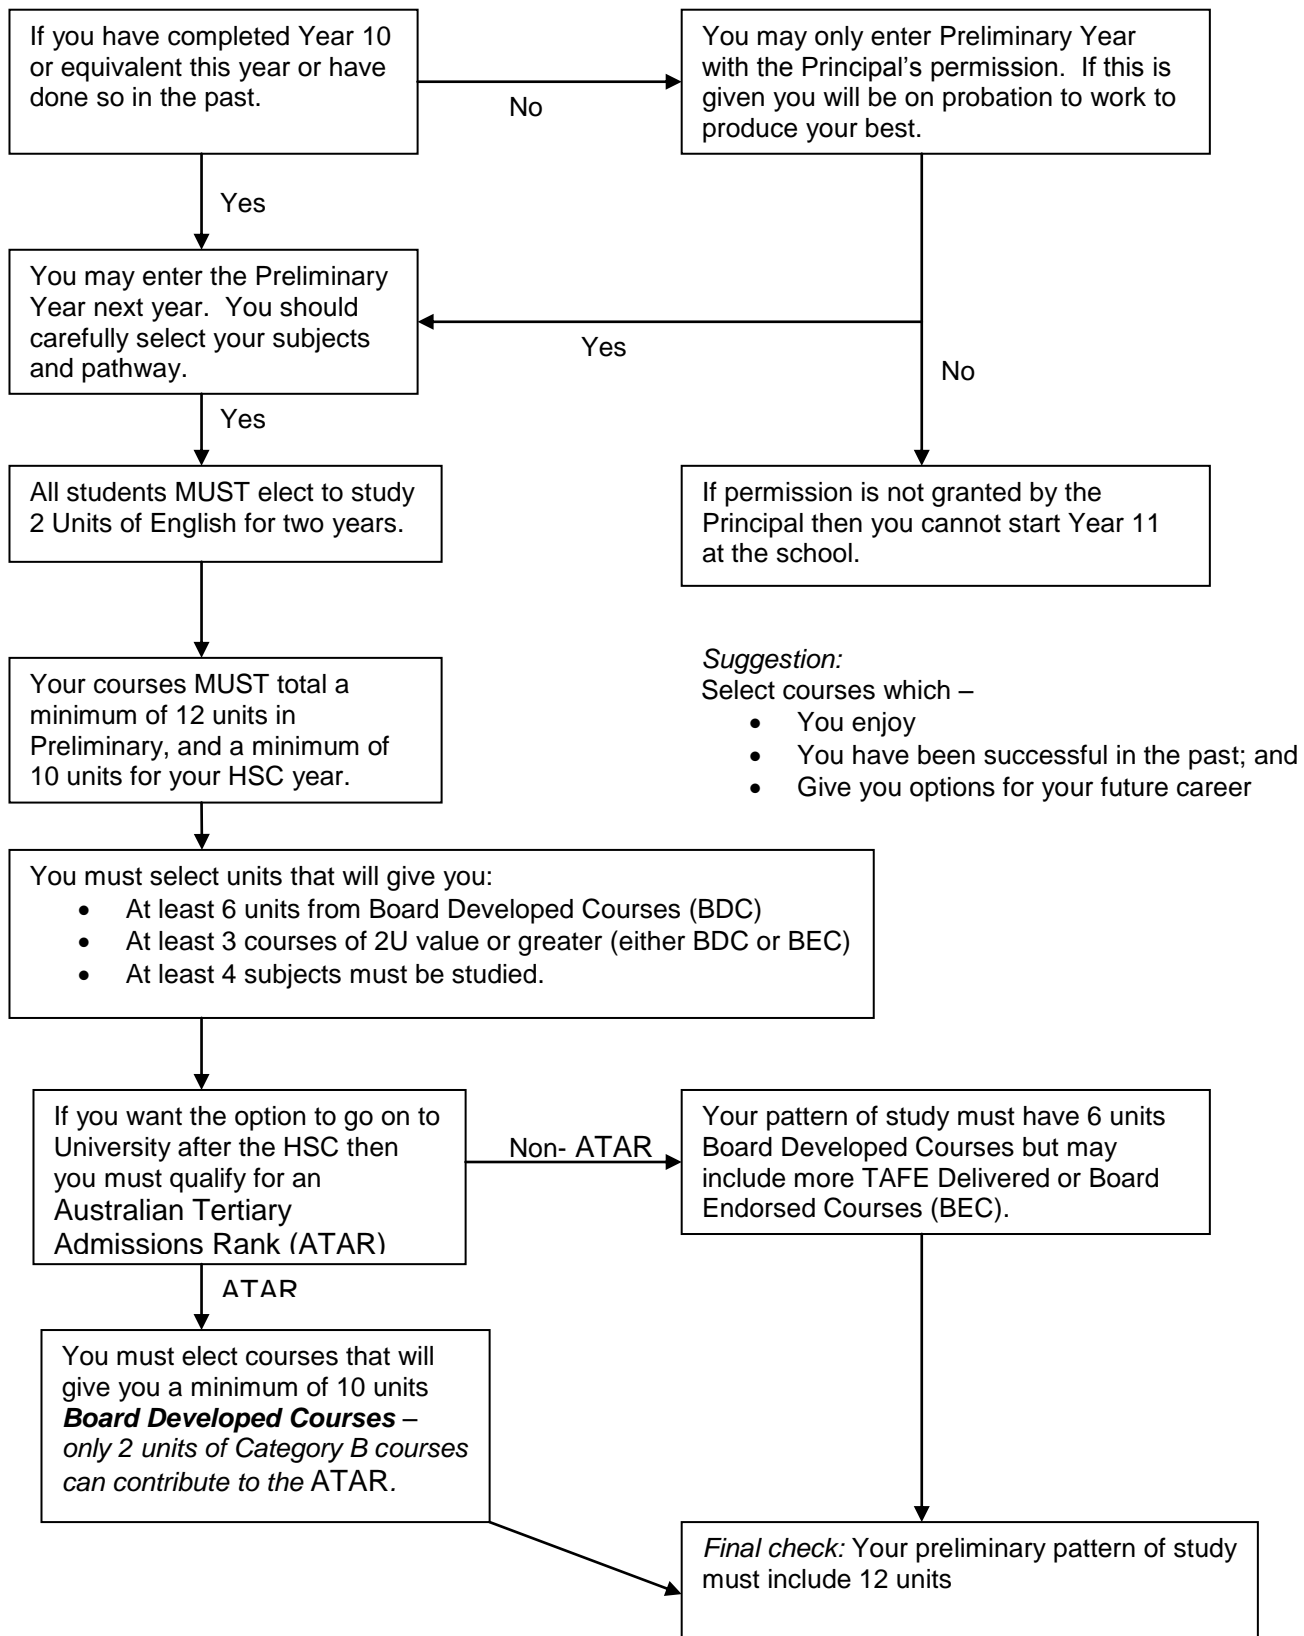 If you have completed Year 10
or equivalent this year or have
done so in the past.
No
You may only enter Preliminary Year
with the Principal’s permission.  If this is
given you will be on probation to work to
produce your best.
Yes
You may enter the Preliminary
Year next year.  You should
carefully select your subjects
and pathway.
Yes
No
Yes
All students MUST elect to study
2 Units of English for two years.
If permission is not granted by the
Principal then you cannot start Year 11
at the school.
Your courses MUST total a
minimum of 12 units in
Preliminary, and a minimum of
10 units for your HSC year.
Suggestion:
Select courses which –
• You enjoy
• You have been successful in the past; and
• Give you options for your future career
You must select units that will give you:
• At least 6 units from Board Developed Courses (BDC)
• At least 3 courses of 2U value or greater (either BDC or BEC)
• At least 4 subjects must be studied.
If you want the option to go on to
University after the HSC then
you must qualify for an
Australian Tertiary
Admissions Rank (ATAR)
Non- ATAR
Your pattern of study must have 6 units
Board Developed Courses but may
include more TAFE Delivered or Board
Endorsed Courses (BEC).
ATAR
You must elect courses that will
give you a minimum of 10 units
Board Developed Courses –
only 2 units of Category B courses
can contribute to the ATAR.
Final check: Your preliminary pattern of study
must include 12 units